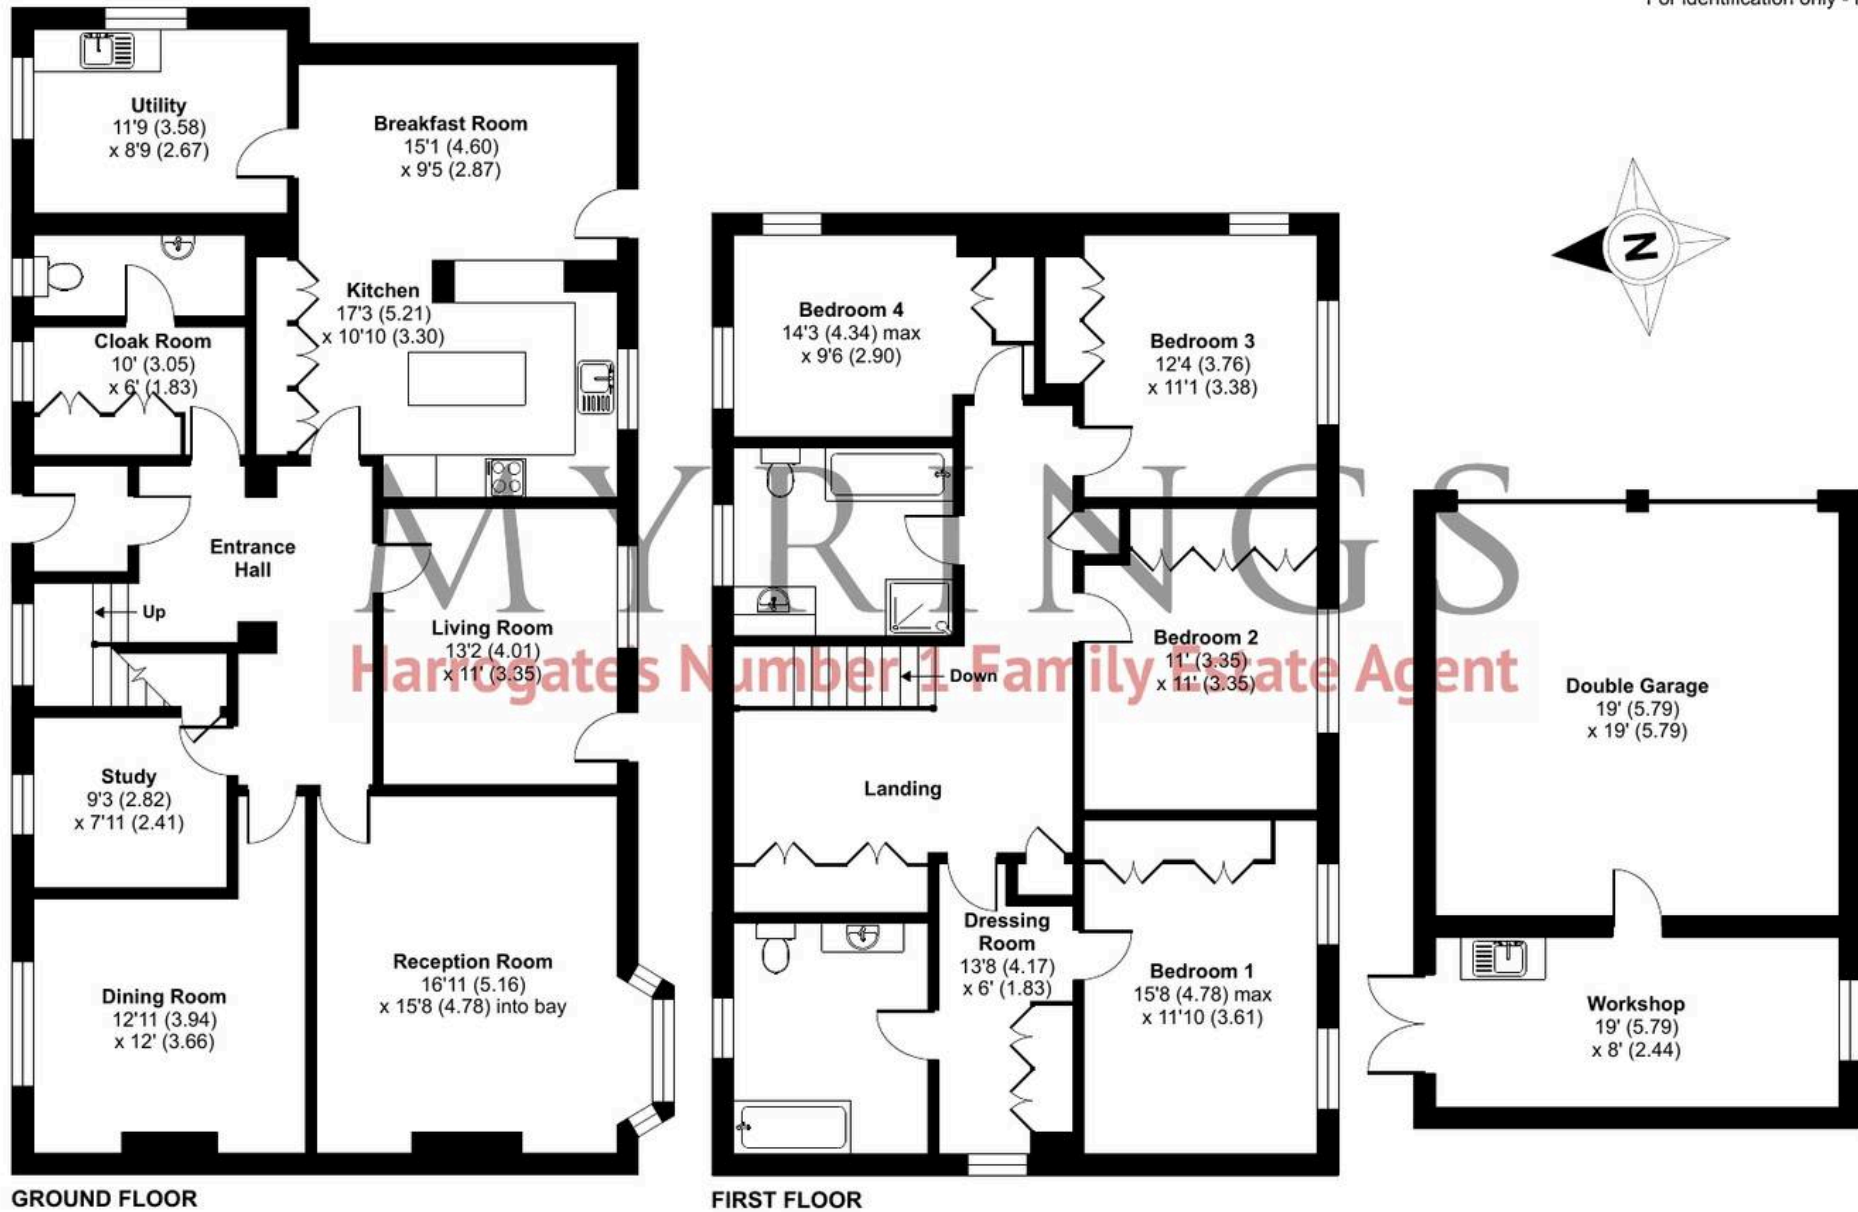 For identification only -
Utility
11'9 (3.58)
x 8'9 (2.67)
Breakfast Room
15'1 (4.60)
x 9'5 (2.87)
Kitchen
17'3 (5.21)
x 10'10 (3.30)
Cloak Room
10' (3.05)
x 6' (1.83)
Entrance
Hall
Up
Living Room
13'2 (4.01)
x 11' (3.35)
Study
9'3 (2.82)
x 7'11 (2.41)
Dining Room
12'11 (3.94)
x 12' (3.66)
Reception Room
16'11 (5.16)
x 15'8 (4.78) into bay
GROUND FLOOR
Bedroom 4
14'3 (4.34) max
x 9'6 (2.90)
Bedroom 3
12'4 (3.76)
x 11'1 (3.38)
Bedroom 2
11' (3.35)
x 11' (3.35)
Down
Landing
Dressing
Room
13'8 (4.17)
x 6' (1.83)
Bedroom 1
15'8 (4.78) max
x 11'10 (3.61)
FIRST FLOOR
N
Double Garage
19' (5.79)
x 19' (5.79)
Workshop
19' (5.79)
x 8' (2.44)
MYRINGS
Harrogates Number 1 Family Estate Agent